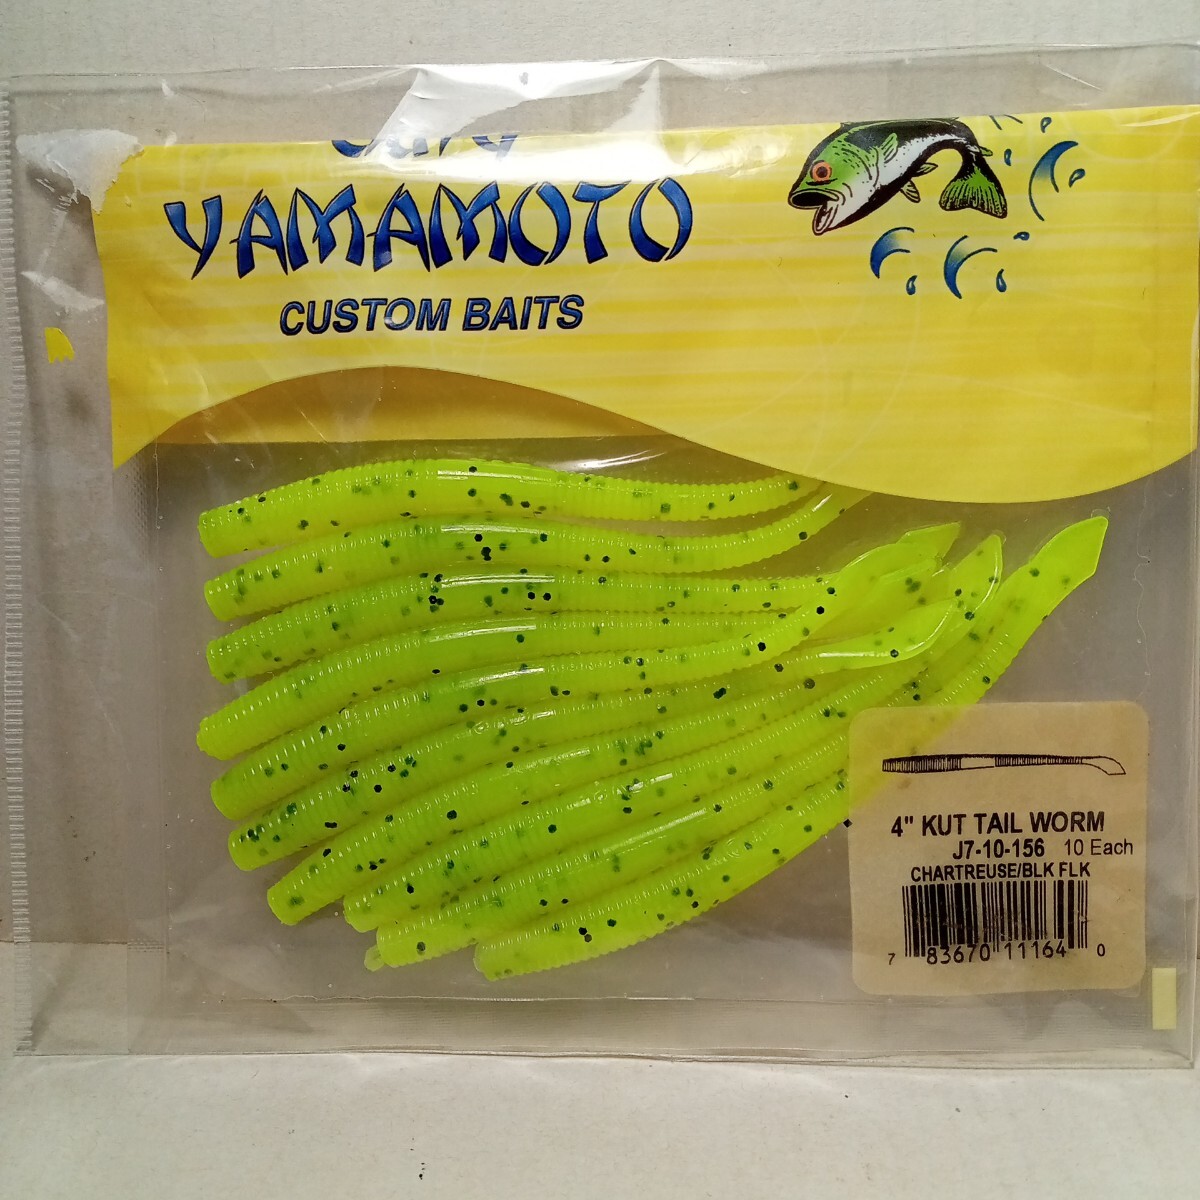 Gary
YAMAMOTO
CUSTOM BAITS
4" KUT TAIL WORM
J7-10-156 10 Each
CHARTREUSE/BLK FLK
7 83670 11164 0